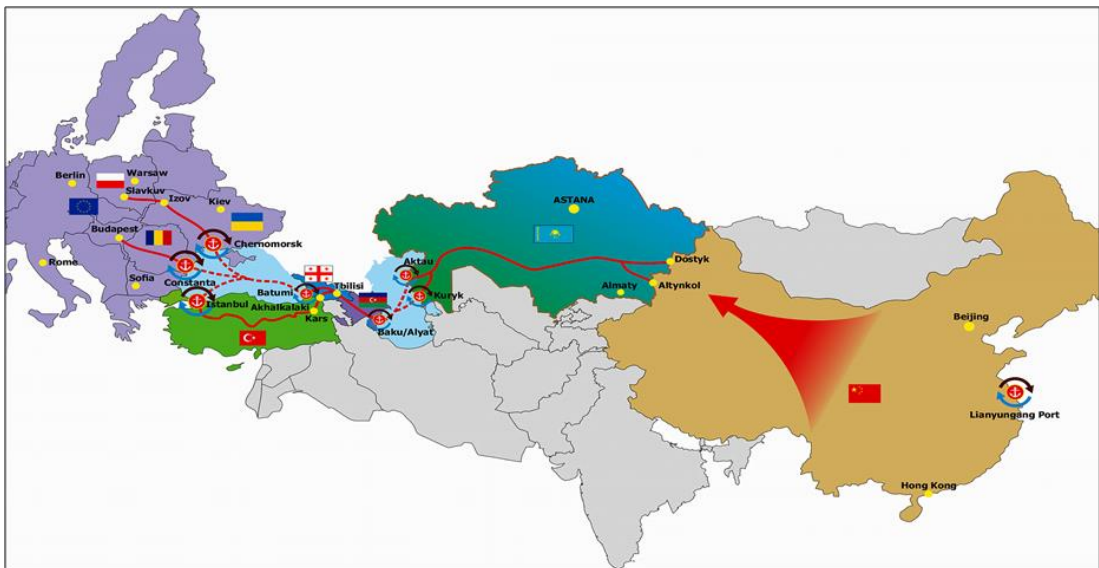 Berlin
Warsaw
Slavkuv
Izov
Kiev
Budapest
Chernomorsk
Rome
Sofia
Constanta
Istanbul
Batumi
Tbilisi
Akhalkalaki
Kars
Baku/Alyat
Aktau
Kuryk
ASTANA
Dostyk
Almaty
Altynkol
Beijing
Lianyungang Port
Hong Kong